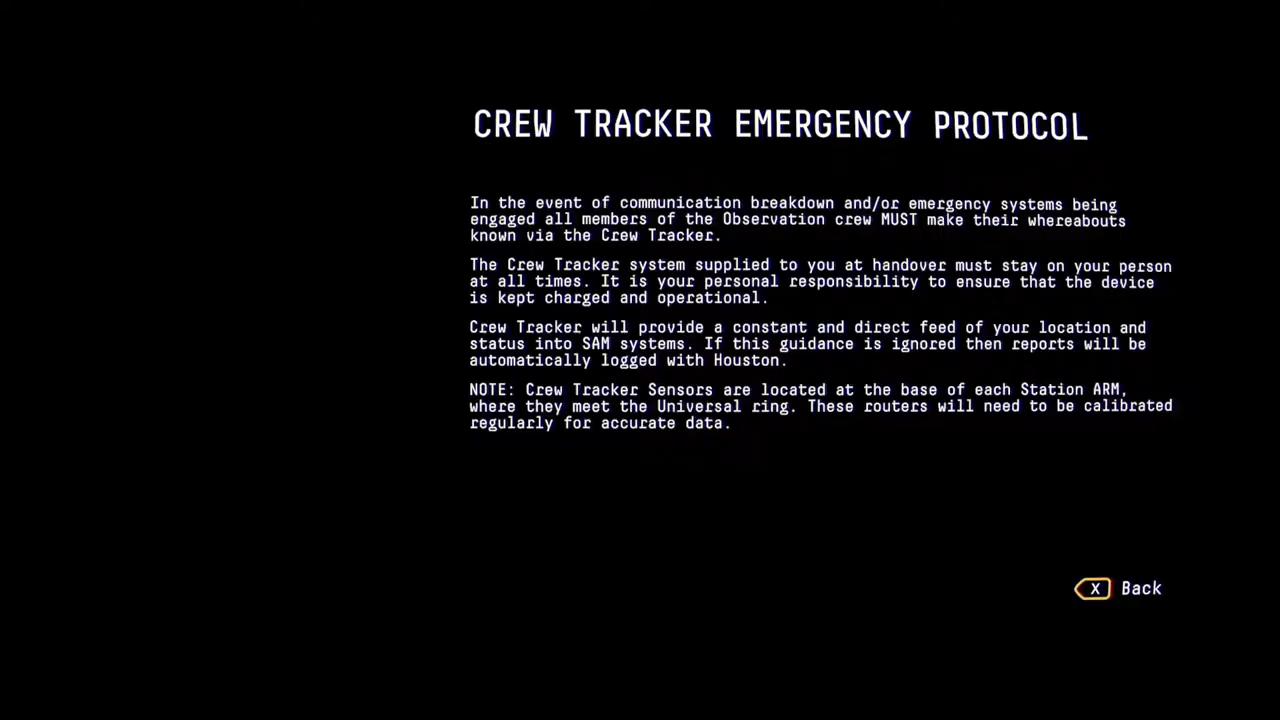 CREW TRACKER EMERGENCY PROTOCOL
In the event of communication breakdown and/or emergency systems being
engaged all members of the Observation crew MUST make their whereabouts
known via the Crew Tracker.
The Crew Tracker system supplied to you at handover must stay on your person
at all times. It is your personal responsibility to ensure that the device
is kept charged and operational.
Crew Tracker will provide a constant and direct feed of your location and
status into SAM systems. If this guidance is ignored then reports will be
automatically logged with Houston.
NOTE: Crew Tracker Sensors are located at the base of each Station ARM,
where they meet the Universal ring. These routers will need to be calibrated
regularly for accurate data.
X Back